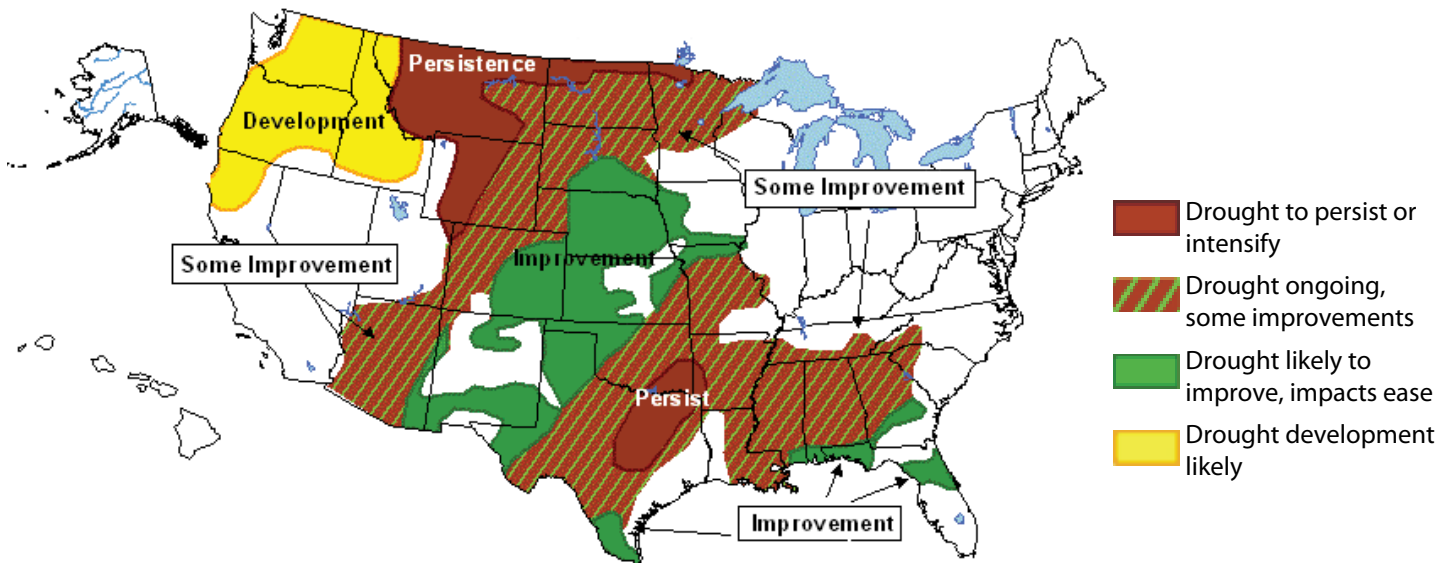 Persistence
Development
Some Improvement
Some Improvement
Improvement
Persist
Improvement
Drought to persist or
intensify
Drought ongoing,
some improvements
Drought likely to
improve, impacts ease
Drought development
likely